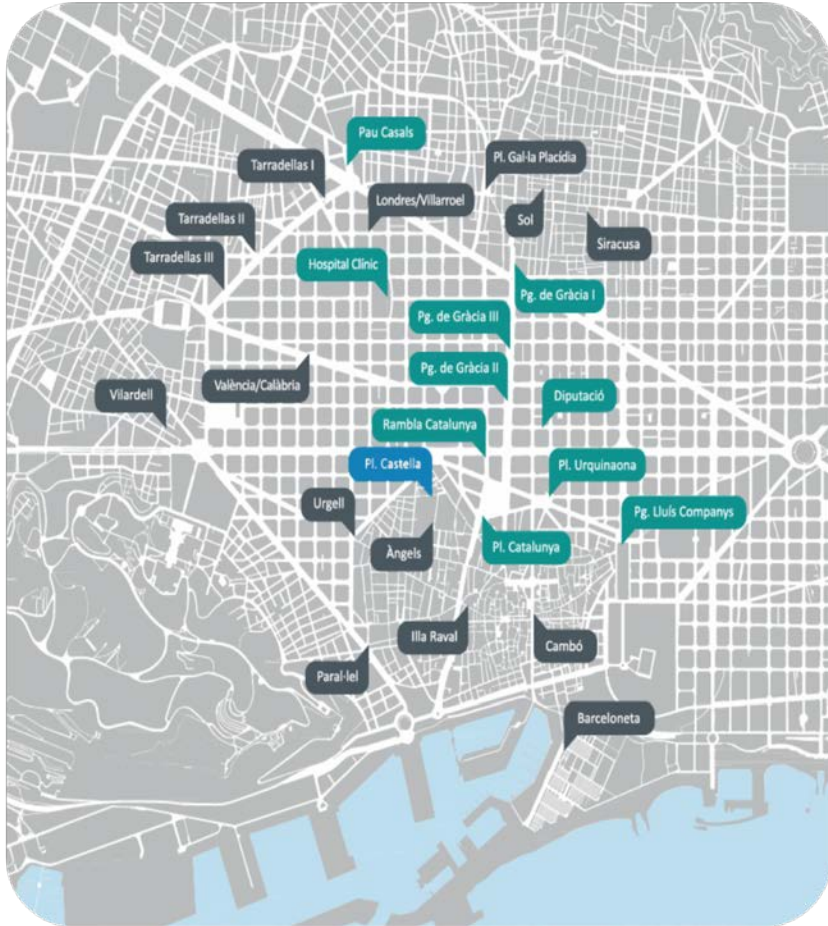 Pau Casals
Tarradellas I
Pl. Gal·la Placídia
Londres/Villarroel
Tarradellas II
Sol
Siracusa
Tarradellas III
Hospital Clínic
Pg. de Gràcia I
Pg. de Gràcia III
Pg. de Gràcia II
València/Calàbria
Vilardell
Diputació
Rambla Catalunya
Pl. Castella
Pl. Urquinaona
Urgell
Pg. Lluís Companys
Àngels
Pl. Catalunya
Illa Raval
Cambó
Paral·lel
Barceloneta